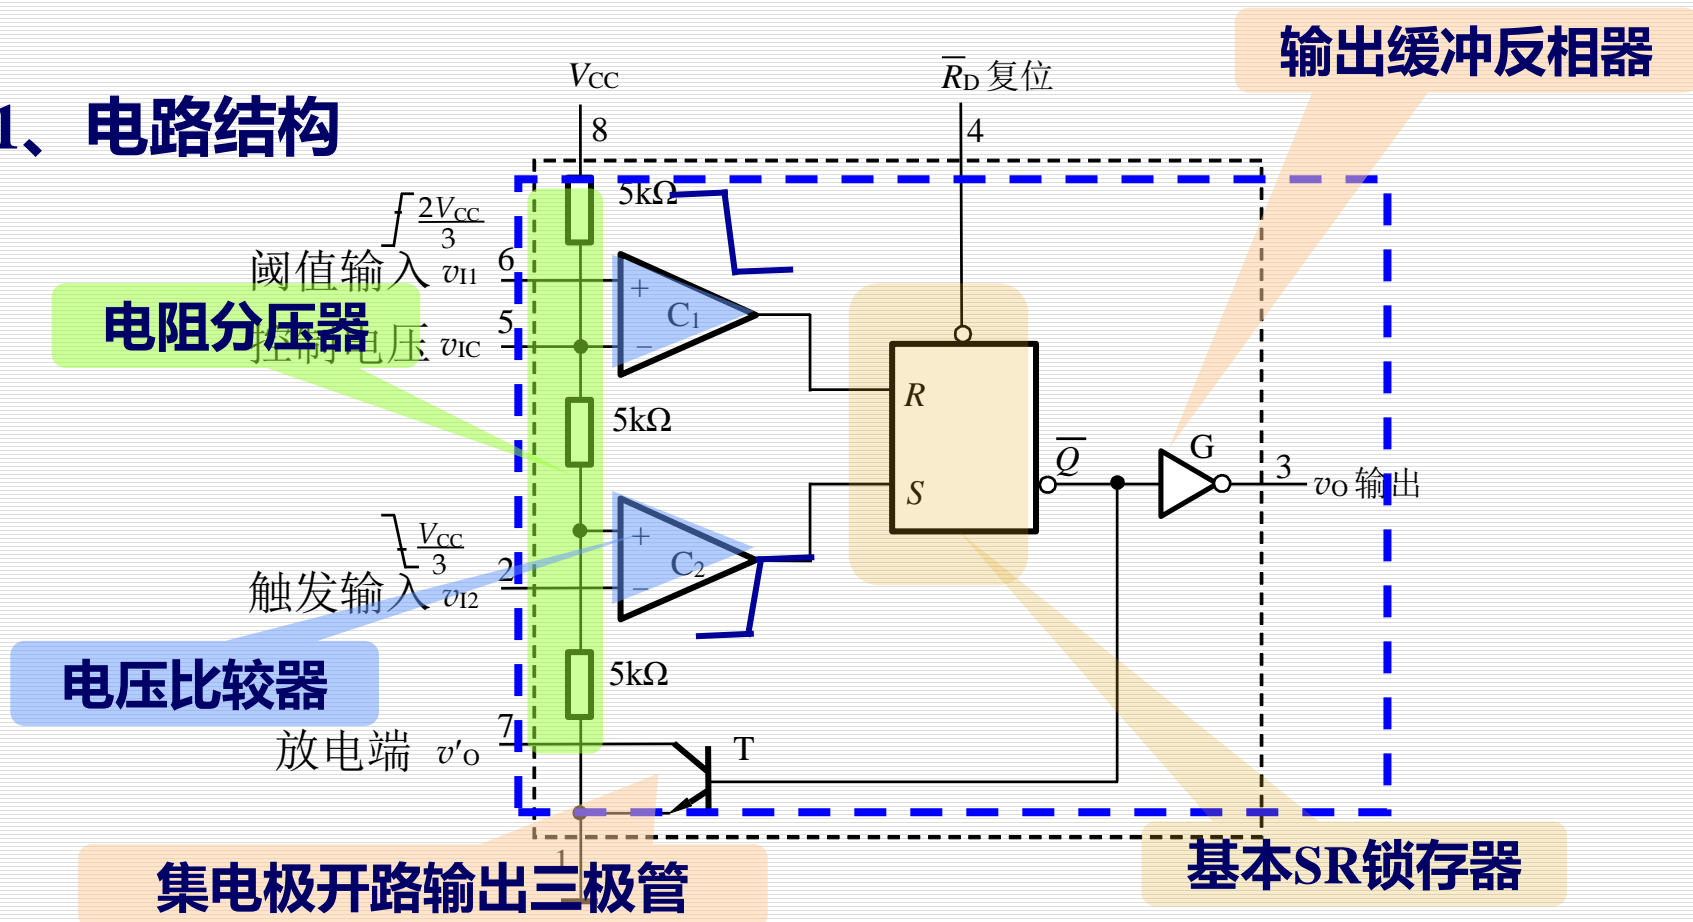 1、电路结构
输出缓冲反相器
VCC
8
R̅D 复位
4
5kΩ
2VCC
3
阈值输入 vI1
6
+
C1
电阻分压器
控制电压 vIC
5
−
5kΩ
R
S
Q̅
G
3
vO 输出
VCC
3
触发输入 vI2
2
+
C2
−
电压比较器
5kΩ
放电端 v'O
7
T
1
集电极开路输出三极管
基本SR锁存器